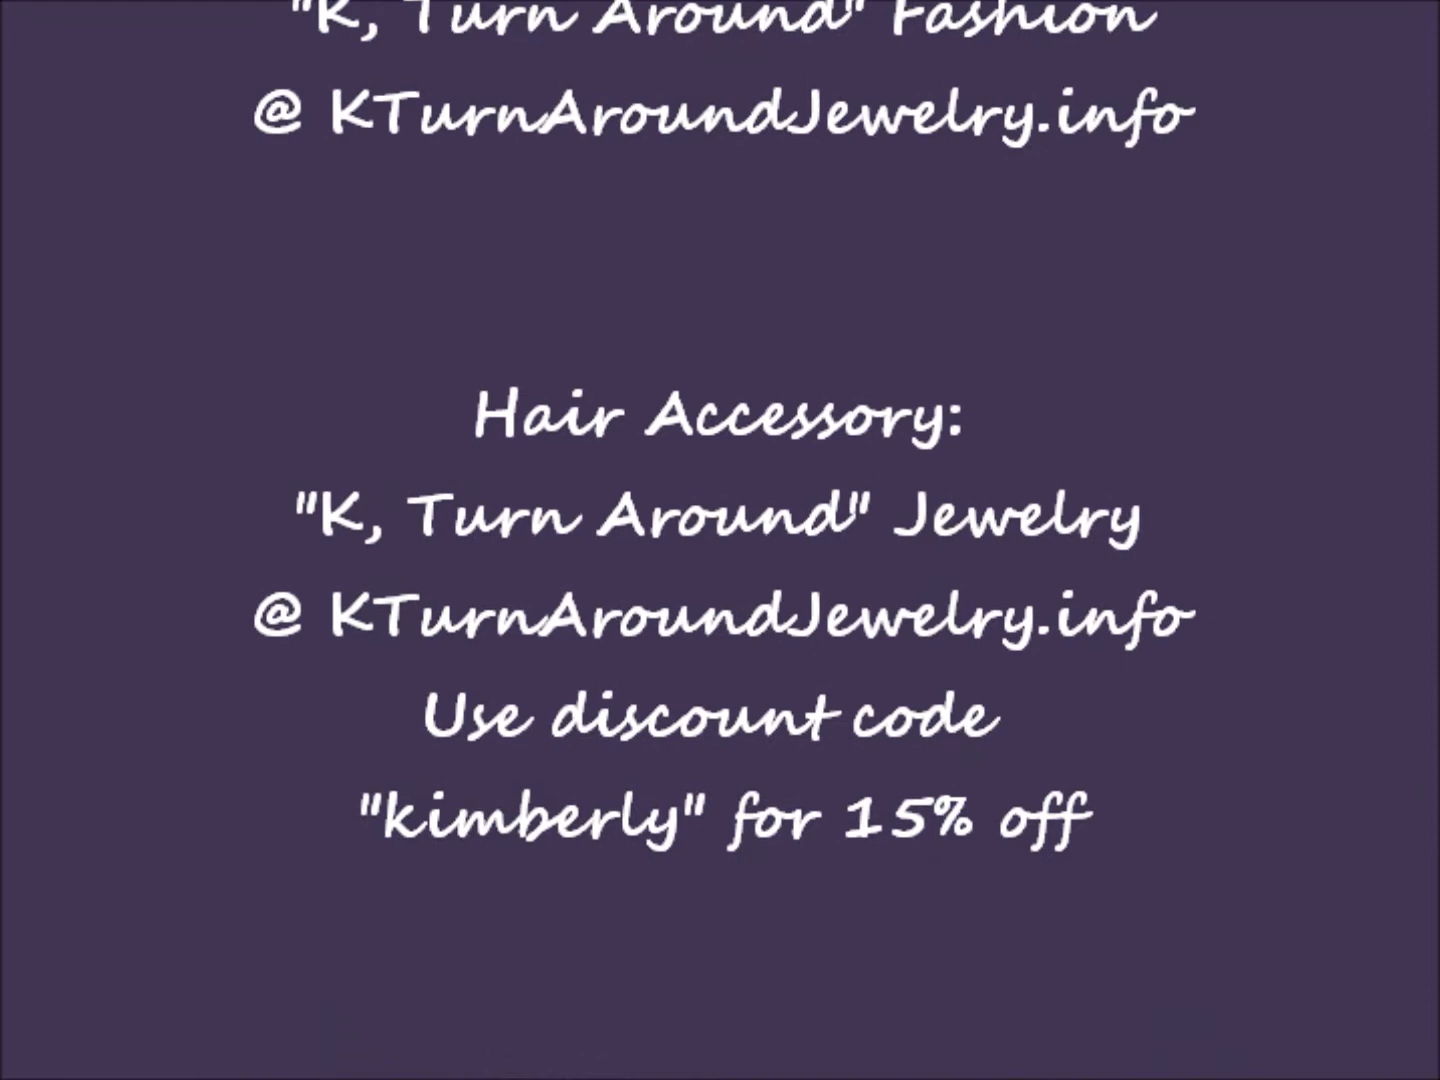 "K, Turn Around" Fashion
@ KTurnAroundJewelry.info
Hair Accessory:
"K, Turn Around" Jewelry
@ KTurnAroundJewelry.info
Use discount code
"kimberly" for 15% off